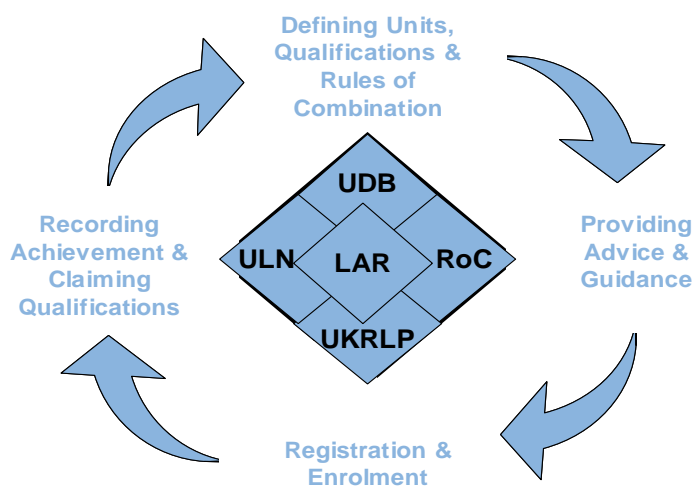 Defining Units,
Qualifications &
Rules of
Combination
UDB
Recording
Achievement &
Claiming
Qualifications
ULN
LAR
RoC
Providing
Advice &
Guidance
UKRLP
Registration &
Enrolment